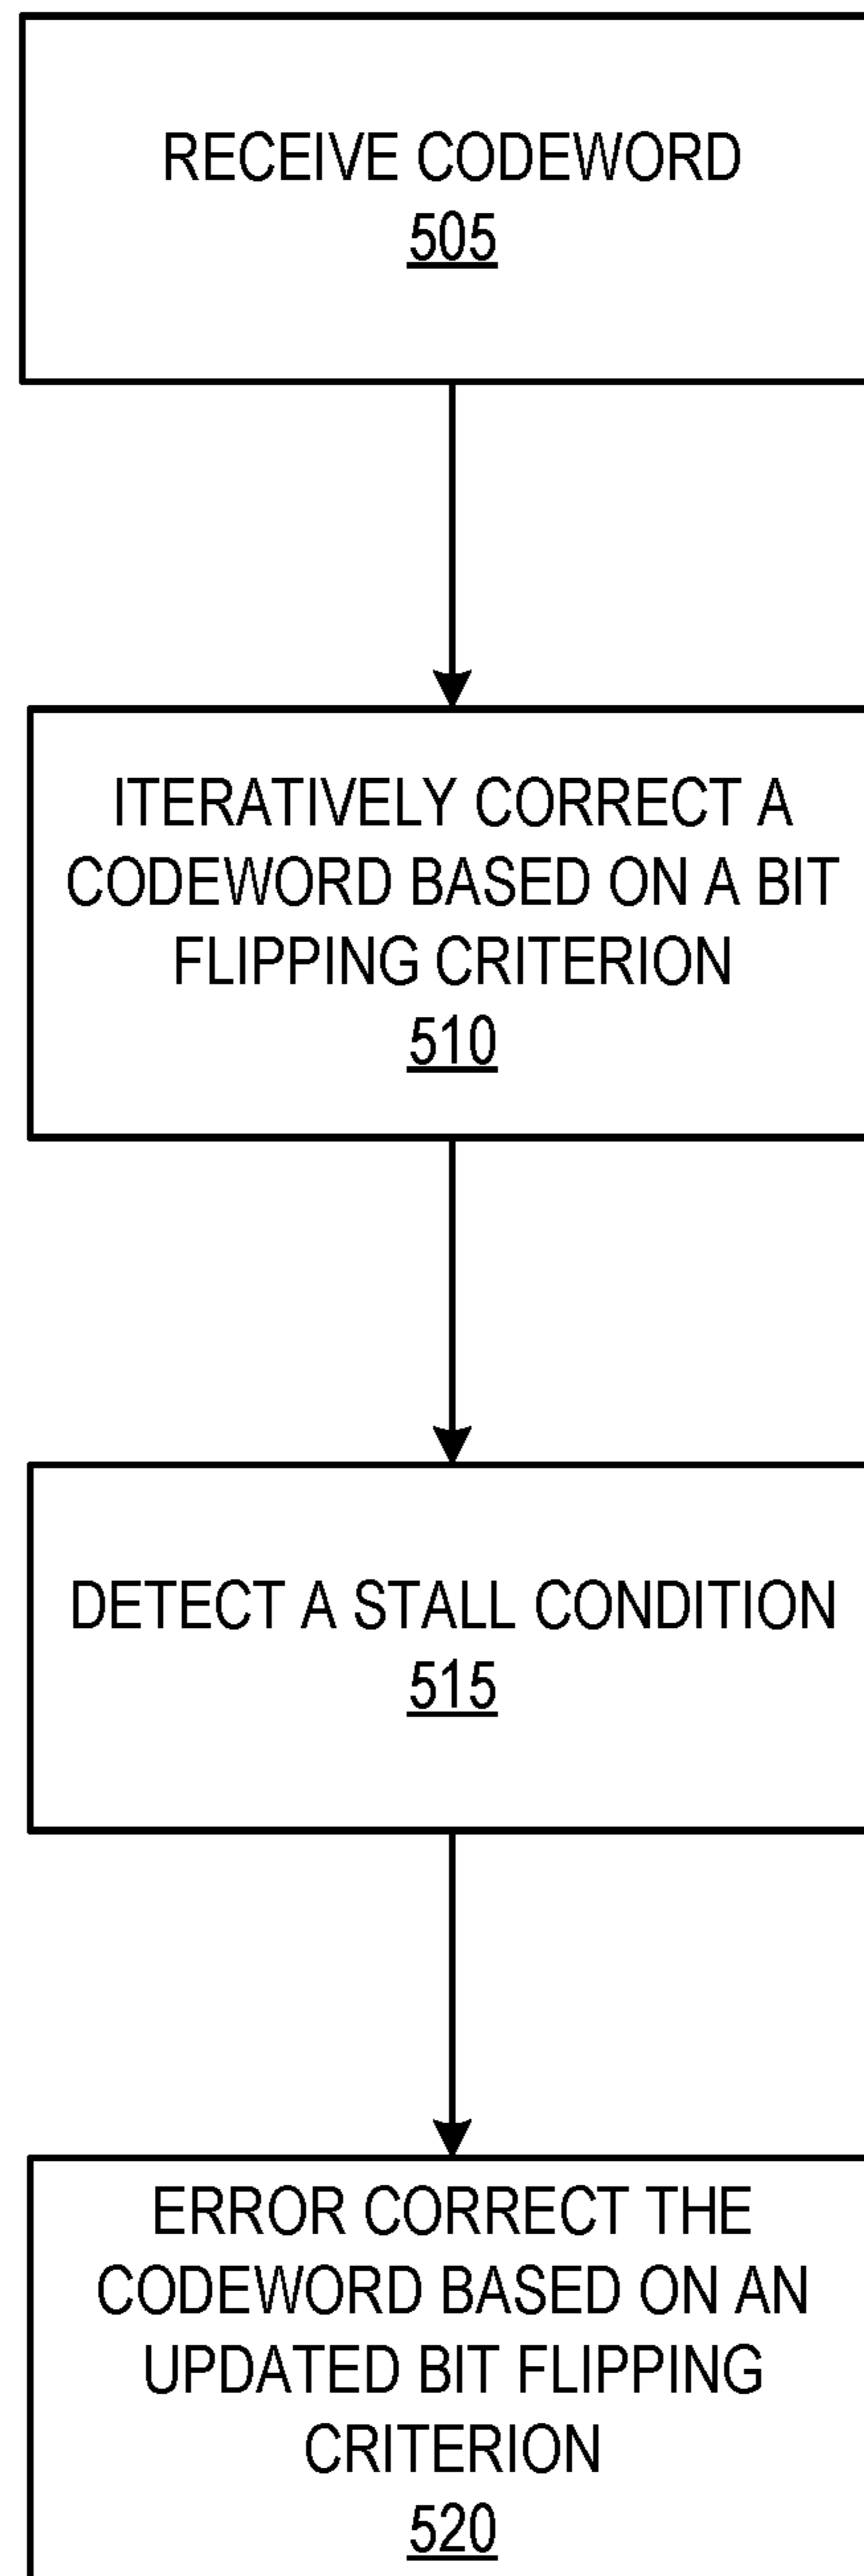 RECEIVE CODEWORD
505
ITERATIVELY CORRECT A
CODEWORD BASED ON A BIT
FLIPPING CRITERION
510
DETECT A STALL CONDITION
515
ERROR CORRECT THE
CODEWORD BASED ON AN
UPDATED BIT FLIPPING
CRITERION
520